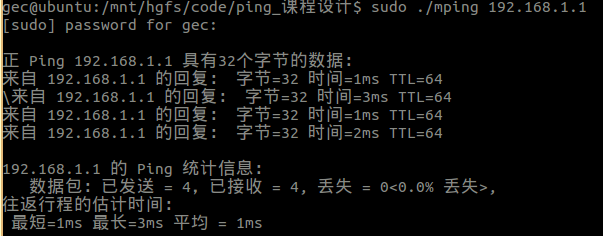 gec@ubuntu:/mnt/hgfs/code/ping_课程设计$ sudo ./mping 192.168.1.1
[sudo] password for gec:
正 Ping 192.168.1.1 具有32个字节的数据:
来自 192.168.1.1 的回复: 字节=32 时间=1ms TTL=64
\来自 192.168.1.1 的回复: 字节=32 时间=3ms TTL=64
来自 192.168.1.1 的回复: 字节=32 时间=1ms TTL=64
来自 192.168.1.1 的回复: 字节=32 时间=2ms TTL=64
192.168.1.1 的 Ping 统计信息:
数据包: 已发送 = 4, 已接收 = 4, 丢失 = 0<0.0% 丢失>,
往返行程的估计时间:
最短=1ms 最长=3ms 平均 = 1ms